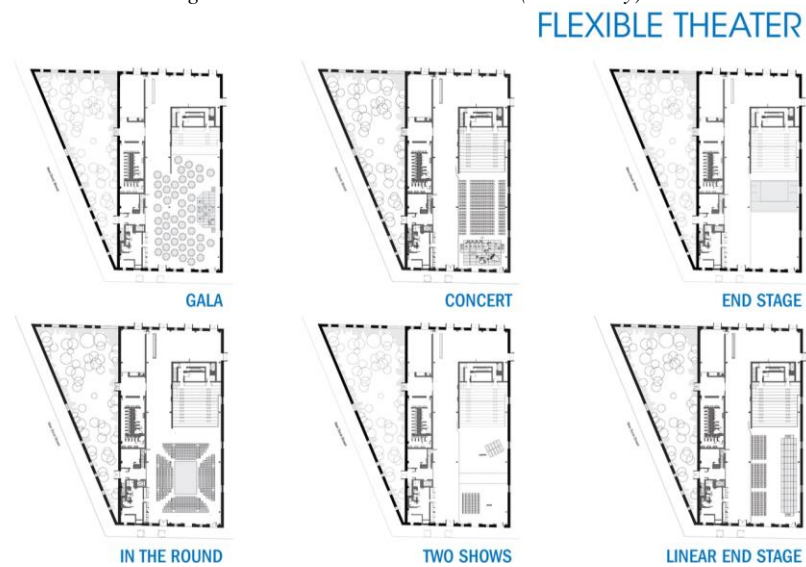 FLEXIBLE THEATER
GALA
CONCERT
END STAGE
IN THE ROUND
TWO SHOWS
LINEAR END STAGE